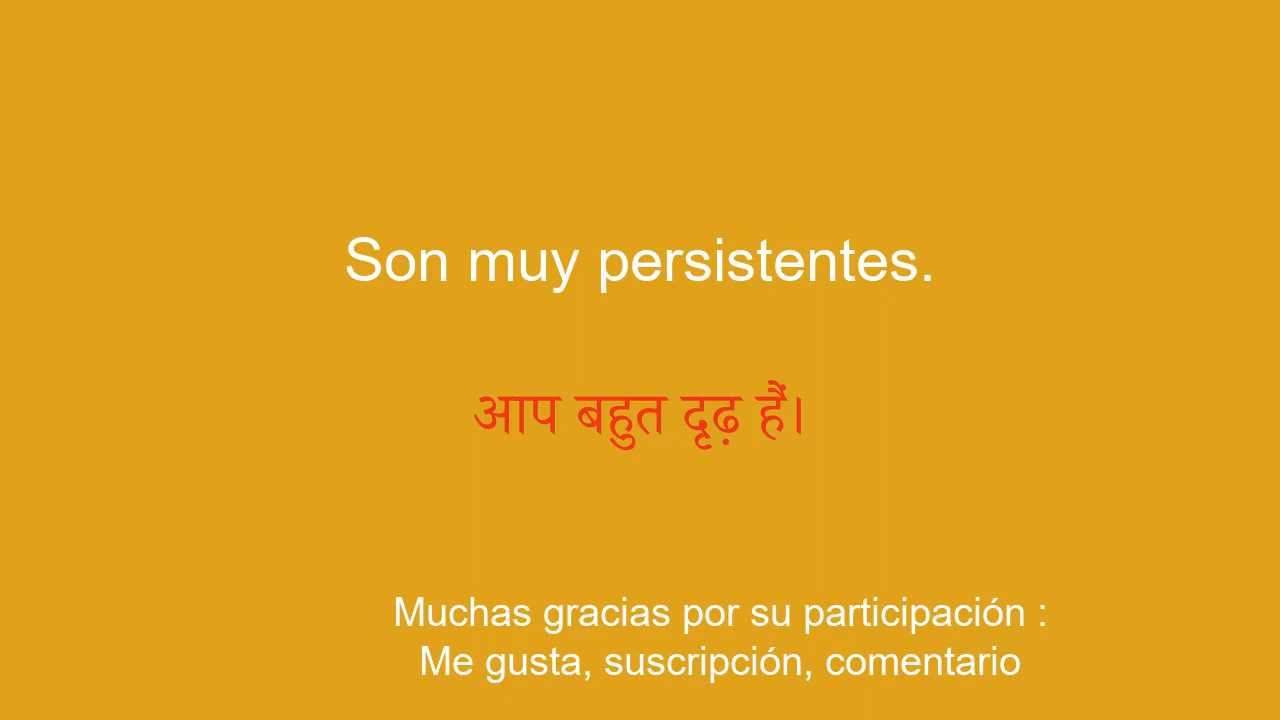 Son muy persistentes.
आप बहुत दृढ़ हैं।
Muchas gracias por su participación :
Me gusta, suscripción, comentario